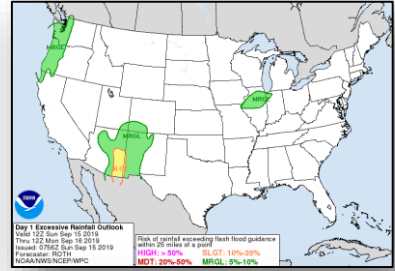 MRGL
MRGL
MRGL
SLGT
NOAA
Day 1 Excessive Rainfall Outlook
Valid 12Z Sun Sep 15 2019
Thru 12Z Mon Sep 16 2019
Issued: 0756Z Sun Sep 15 2019
Forecaster: ROTH
NOAA/NWS/NCEP/WPC
Risk of rainfall exceeding flash flood guidance
within 25 miles of a point
HIGH: > 50% SLGT: 10%-20%
MDT: 20%-50% MRGL: 5%-10%